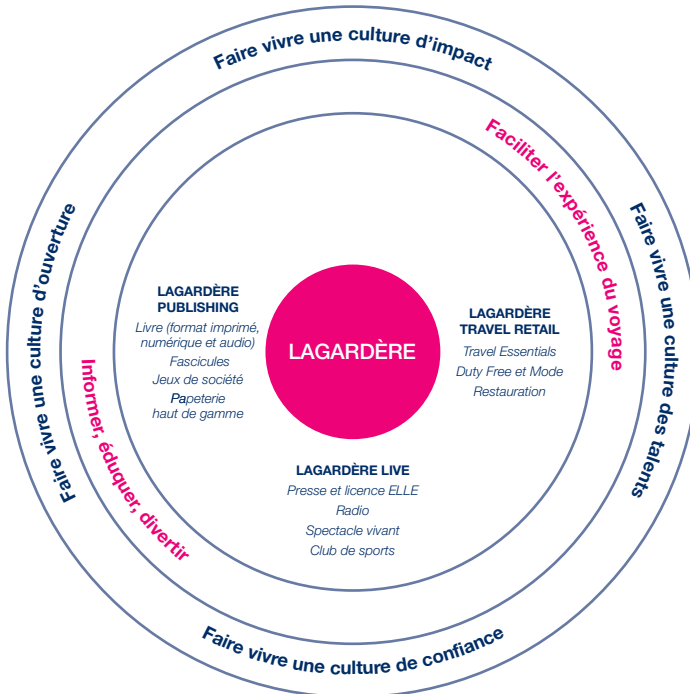 Faire vivre une culture d'impact
Faciliter l'expérience du voyage
Faire vivre une culture d'ouverture
Faire vivre une culture des talents
LAGARDÈRE
PUBLISHING
Livre (format imprimé,
numérique et audio)
Fascicules
Jeux de société
Papeterie
haut de gamme
LAGARDÈRE
LAGARDÈRE
TRAVEL RETAIL
Travel Essentials
Duty Free et Mode
Restauration
Informer, éduquer, divertir
LAGARDÈRE LIVE
Presse et licence ELLE
Radio
Spectacle vivant
Club de sports
Faire vivre une culture de confiance